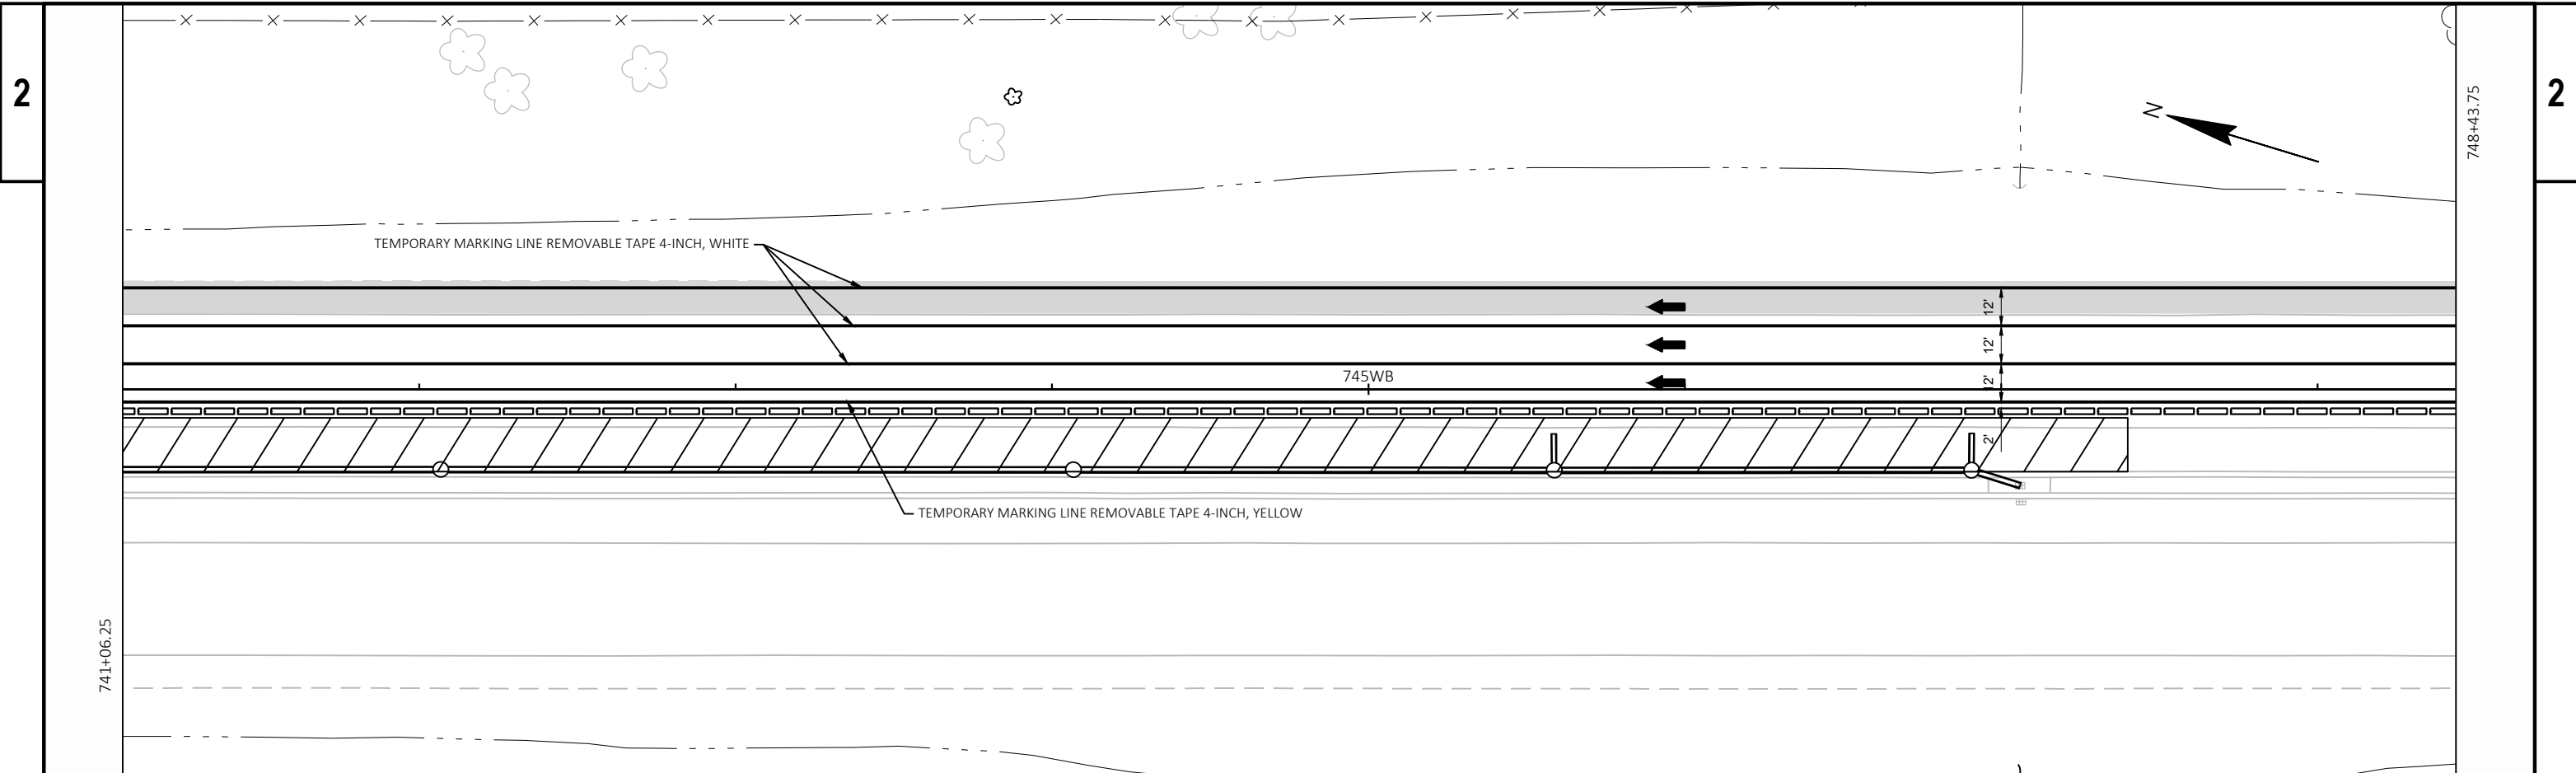 2
2
N
748+43.75
TEMPORARY MARKING LINE REMOVABLE TAPE 4-INCH, WHITE
12'
12'
745WB
12'
2'
TEMPORARY MARKING LINE REMOVABLE TAPE 4-INCH, YELLOW
741+06.25